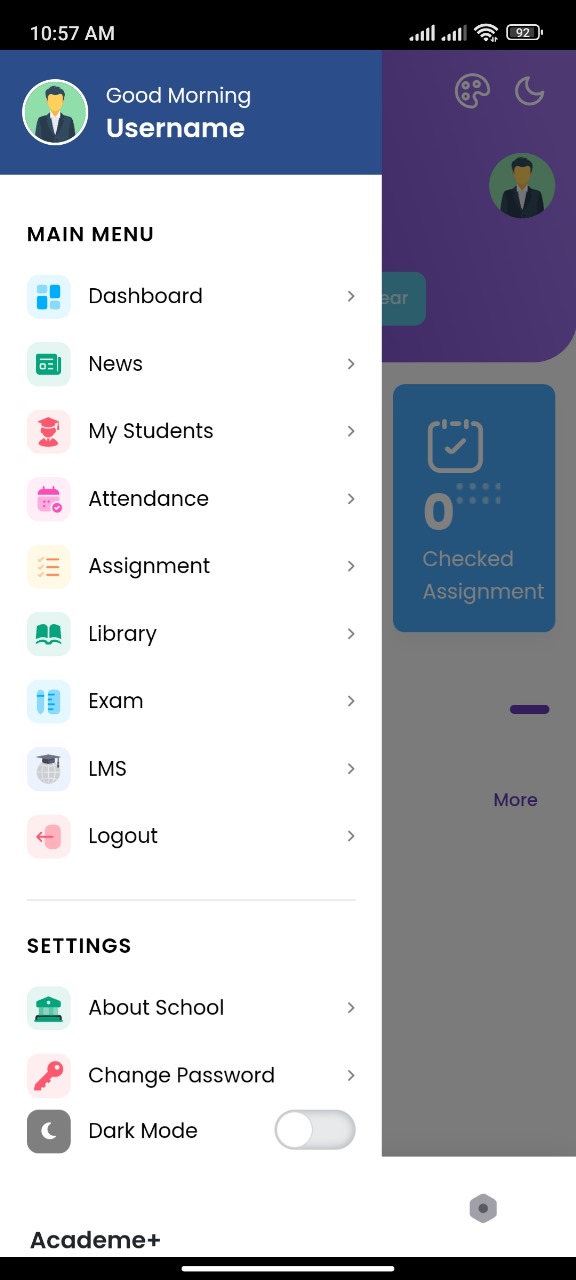 10:57 AM
92
Good Morning
Username
MAIN MENU
Dashboard
News
My Students
Attendance
Assignment
Library
Exam
LMS
Logout
SETTINGS
About School
Change Password
Dark Mode
Academe+
ear
0
Checked
Assignment
More